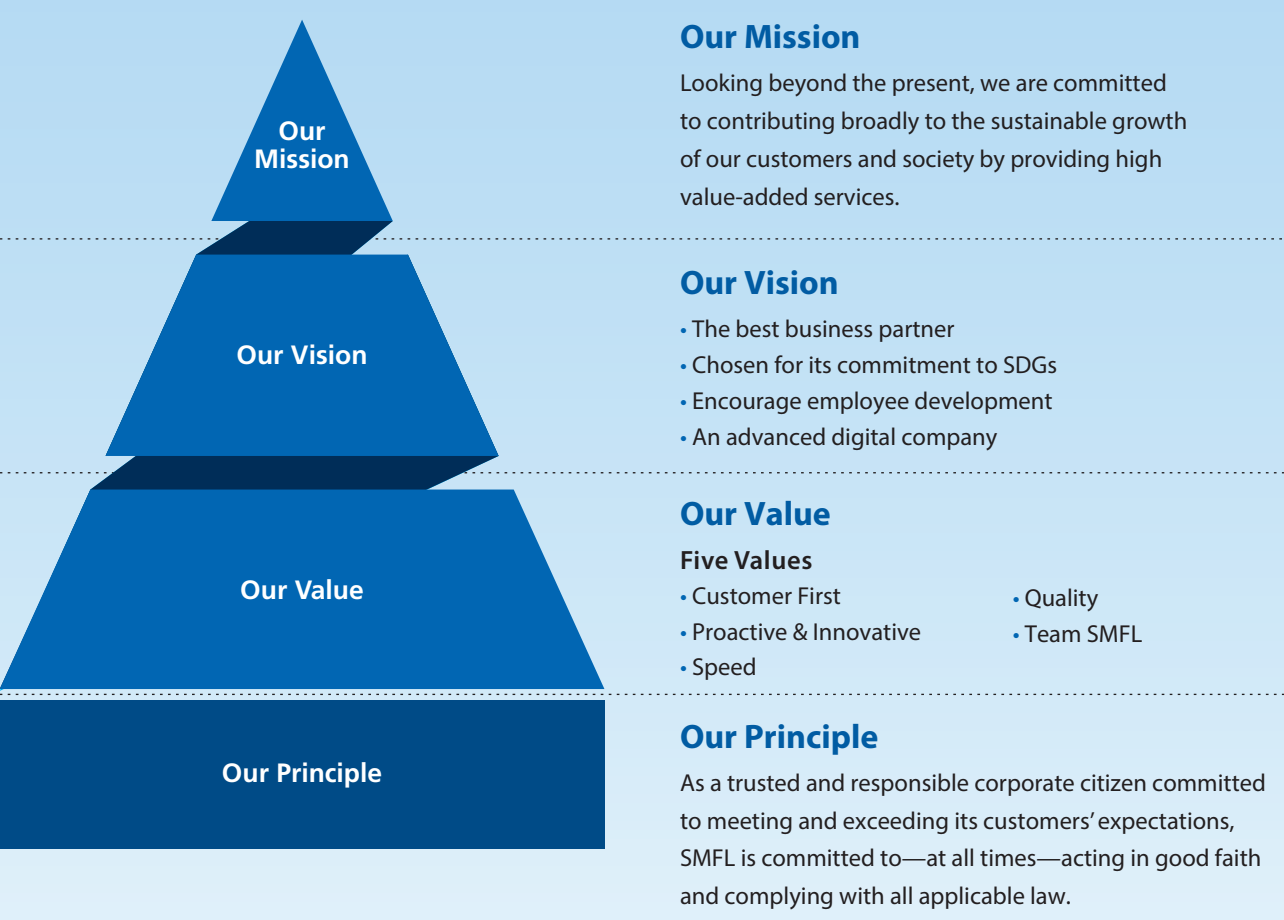 Our
Mission
Our Mission
Looking beyond the present, we are committed
to contributing broadly to the sustainable growth
of our customers and society by providing high
value-added services.
Our Vision
Our Vision
• The best business partner
• Chosen for its commitment to SDGs
• Encourage employee development
• An advanced digital company
Our Value
Our Value
Five Values
• Customer First
• Proactive & Innovative
• Speed
• Quality
• Team SMFL
Our Principle
Our Principle
As a trusted and responsible corporate citizen committed
to meeting and exceeding its customers’ expectations,
SMFL is committed to—at all times—acting in good faith
and complying with all applicable law.